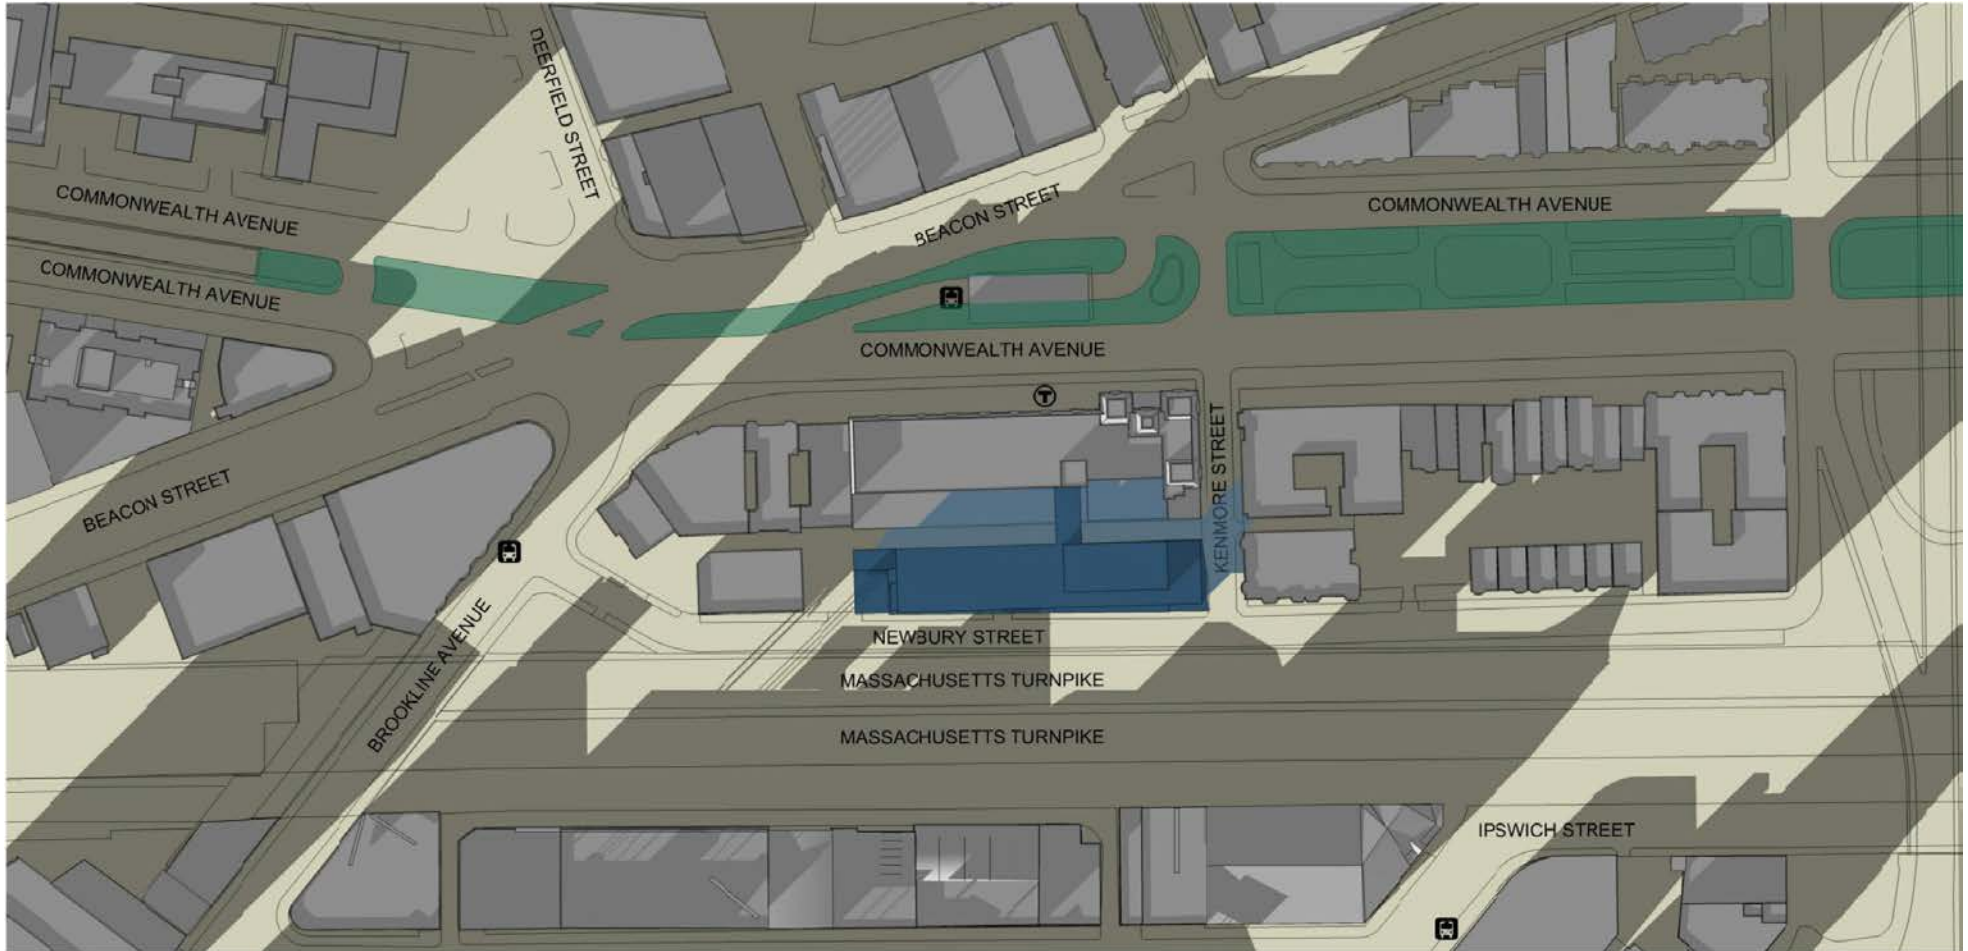 DEERFIELD STREET
COMMONWEALTH AVENUE
COMMONWEALTH AVENUE
BEACON STREET
COMMONWEALTH AVENUE
COMMONWEALTH AVENUE
T
KENMORE STREET
BEACON STREET
BROOKLINE AVENUE
NEWBURY STREET
MASSACHUSETTS TURNPIKE
MASSACHUSETTS TURNPIKE
IPSWICH STREET